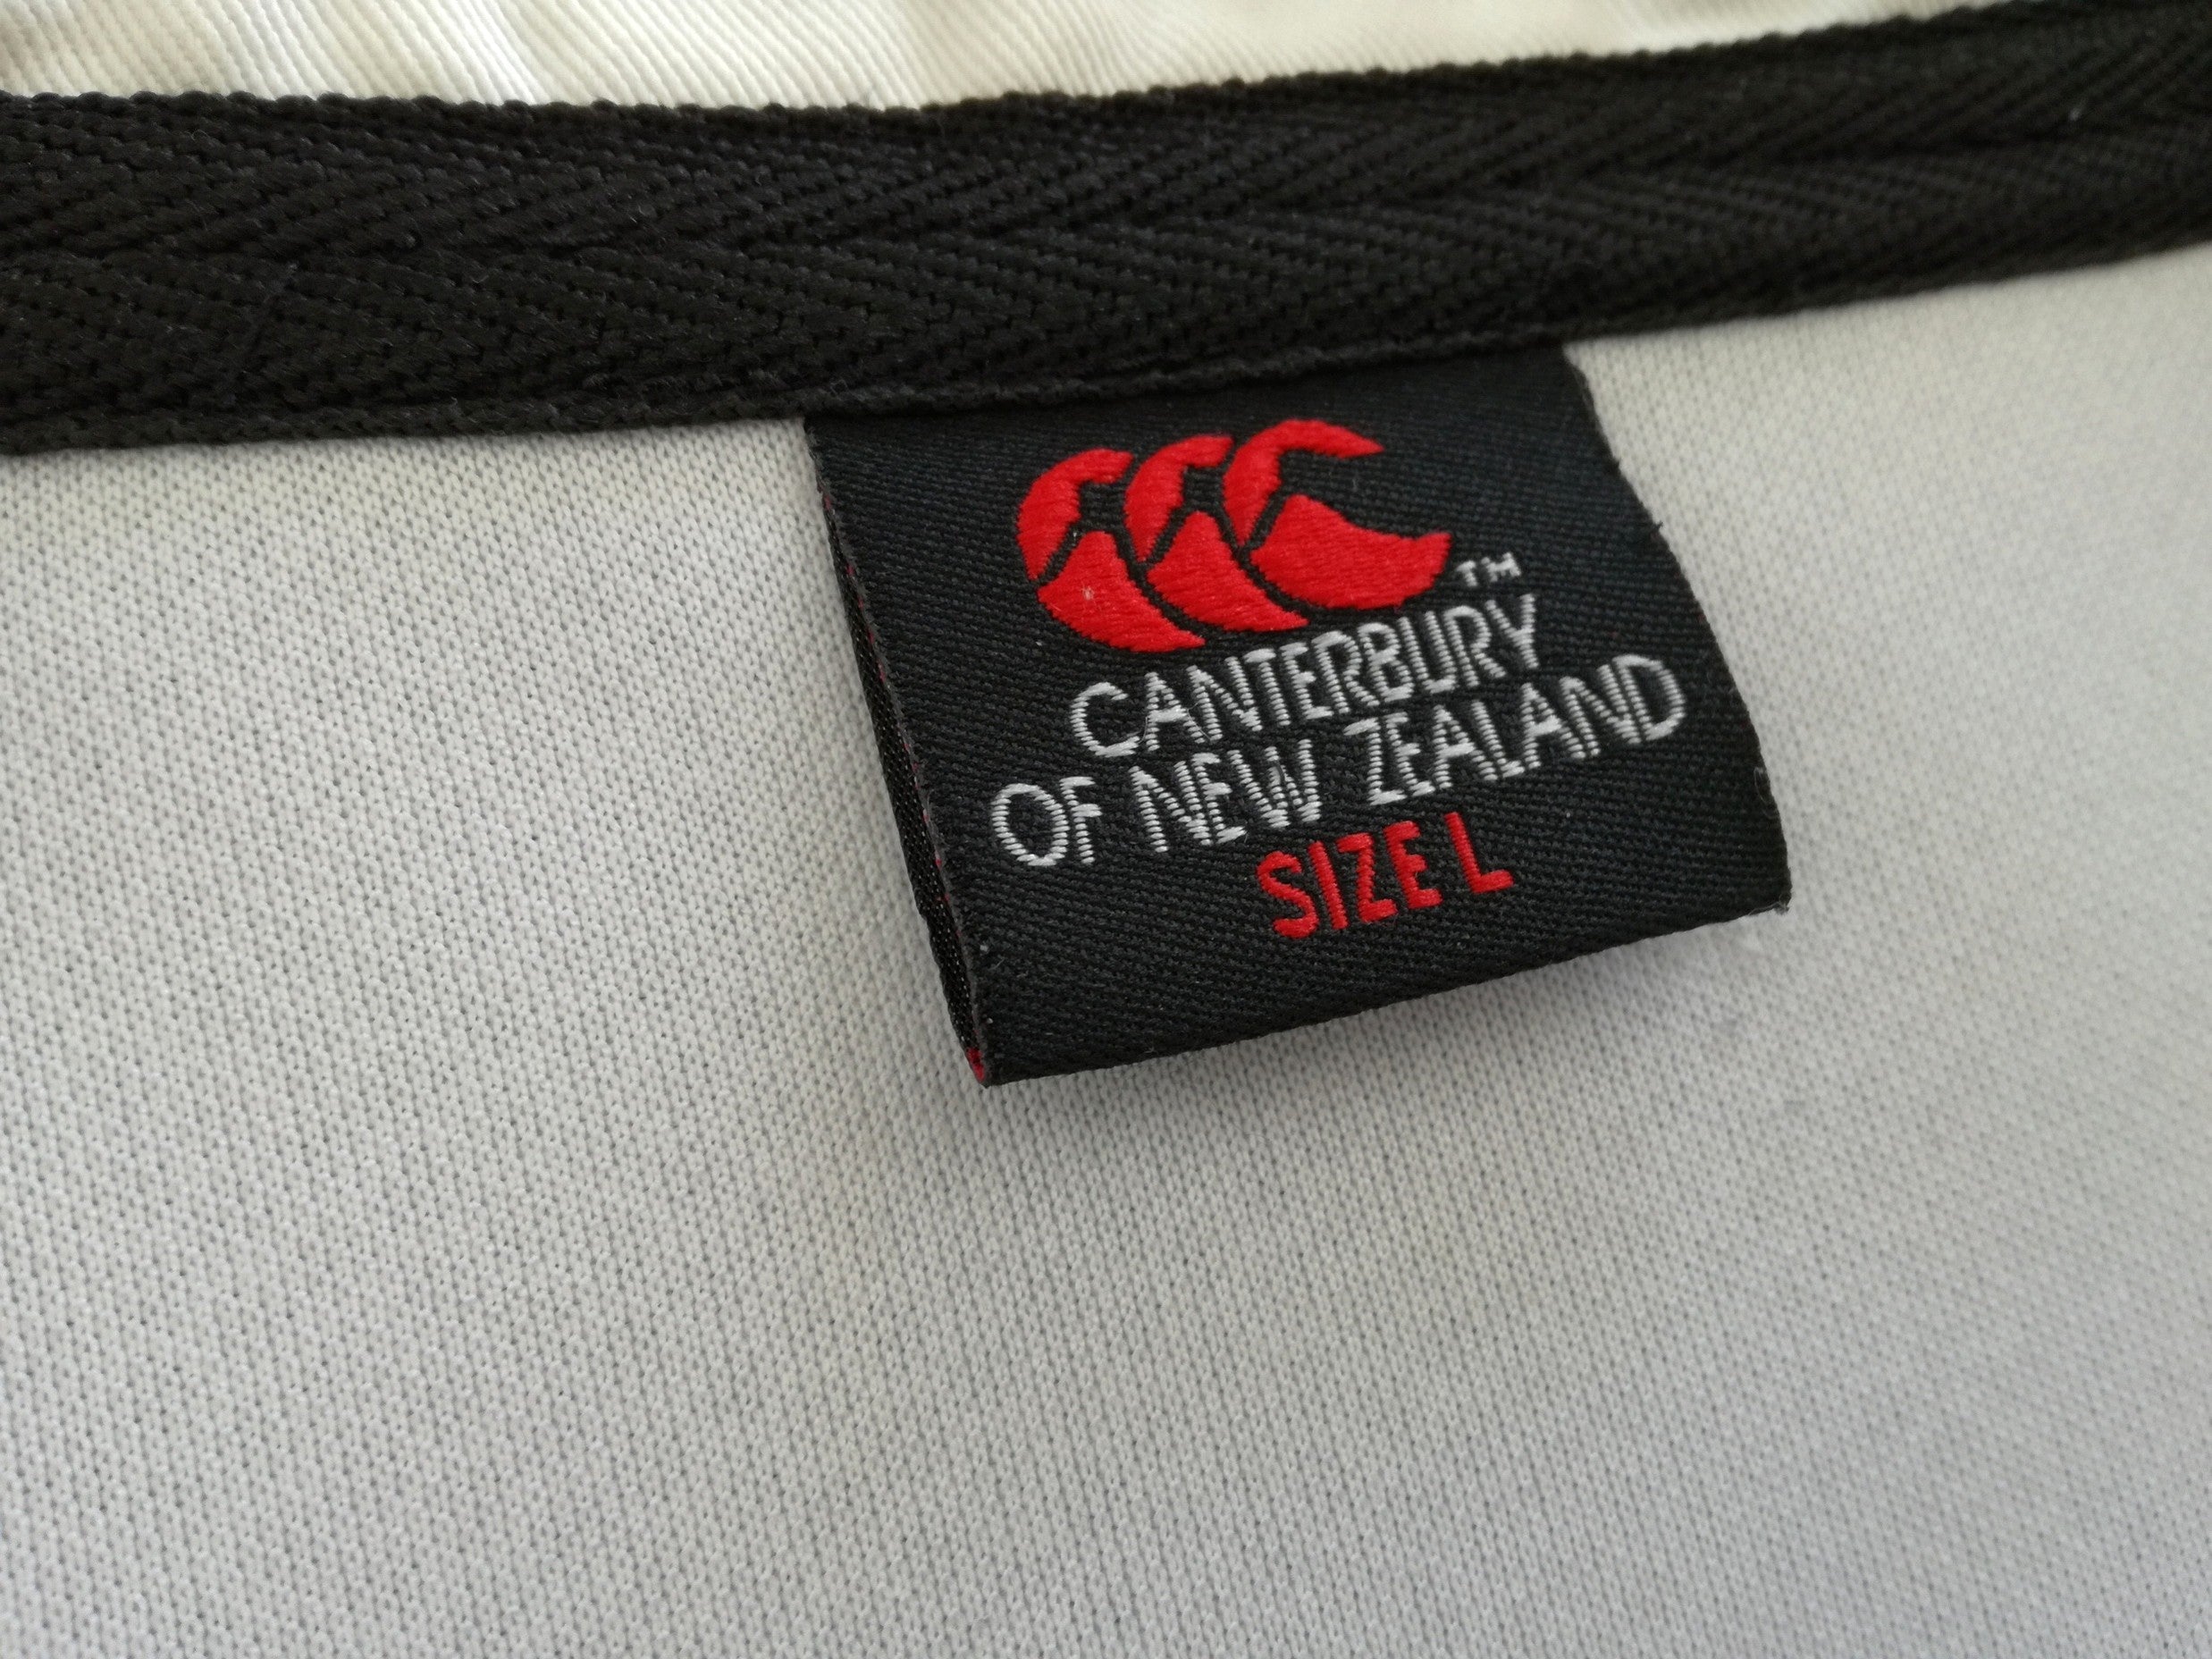 TM
CANTERBURY
OF NEW ZEALAND
SIZE L